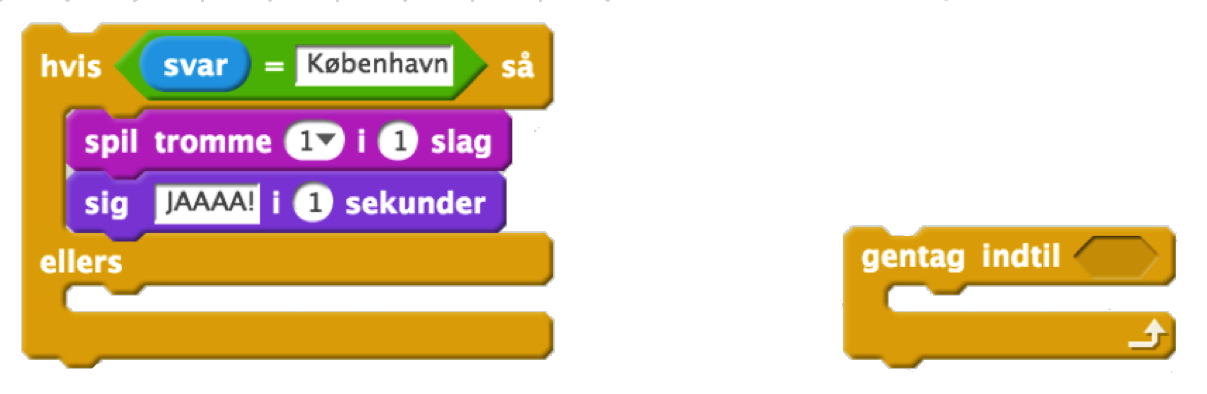 hvis svar = København så
spil tromme 1 i 1 slag
sig JAAAA! i 1 sekunder
ellers
gentag indtil